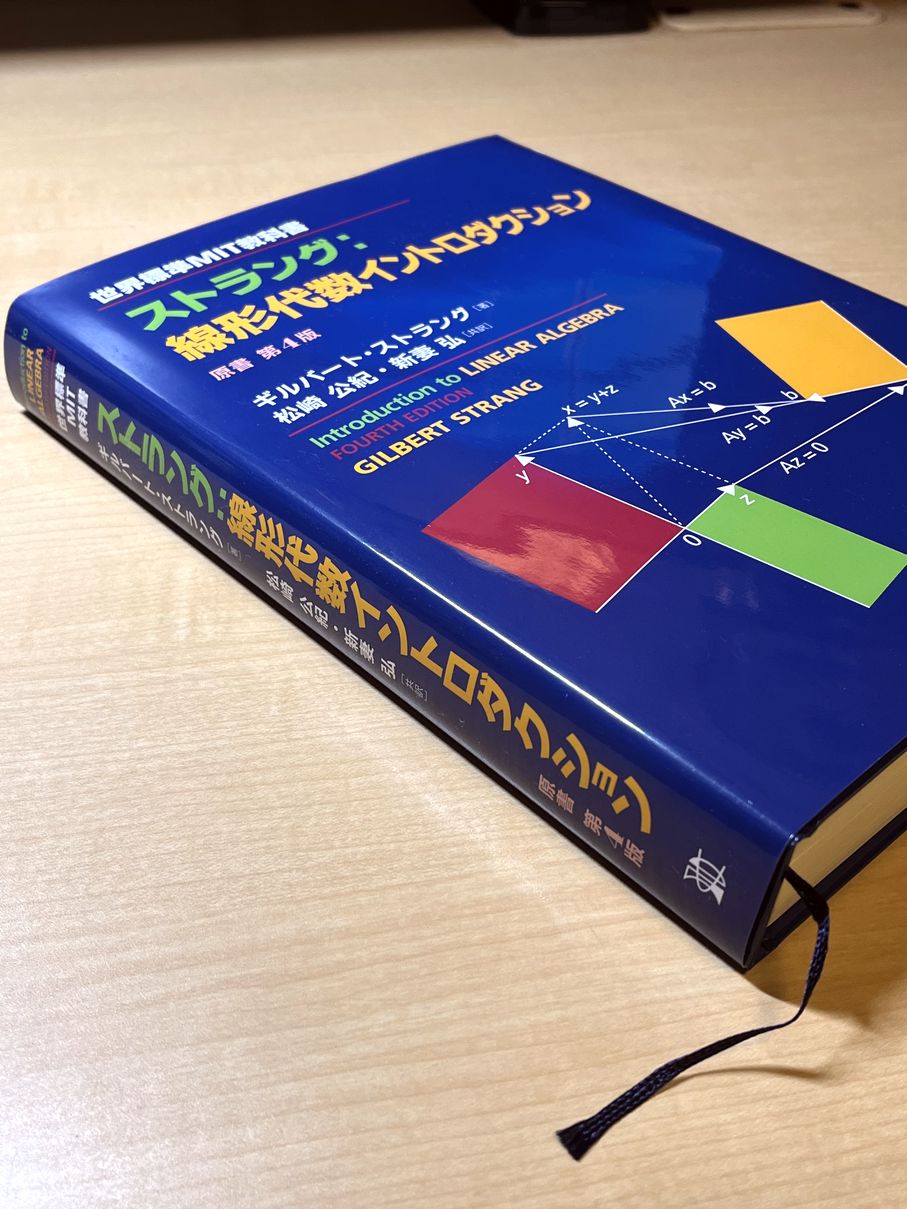 世界標準MIT教科書
ストラング:
線形代数イントロダクション
原書 第4版
ギルバート・ストラング[著]
松崎 公紀・新妻 弘[共訳]
Introduction to LINEAR ALGEBRA
FOURTH EDITION
GILBERT STRANG
x = y+z
Ax = b
b
Ay = b
Az = 0
y
z
0
Introduction to
LINEAR
ALGEBRA
世界標準
MIT
教科書
ストラング:線形代数イントロダクション
原書 第4版
ギルバート・ストラング[著] 松崎 公紀・新妻 弘[共訳]